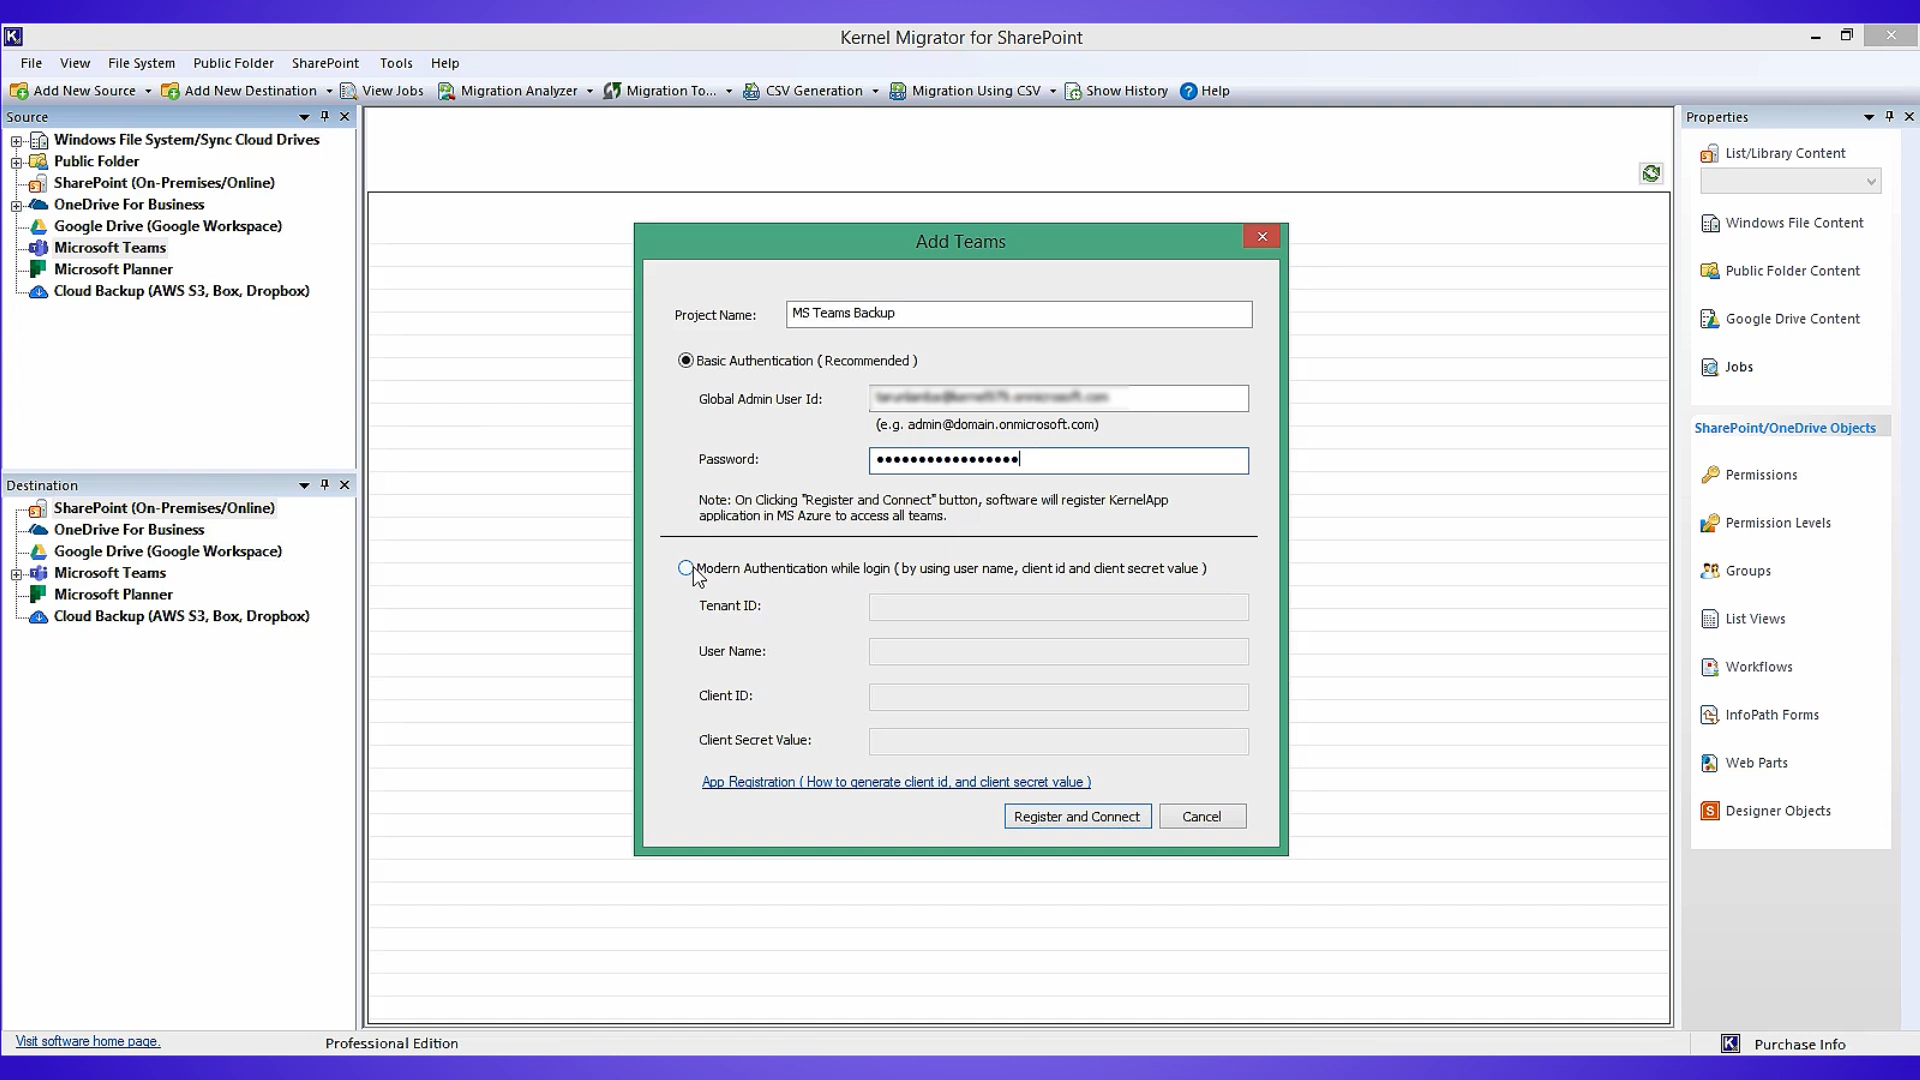 Kernel Migrator for SharePoint
File View File System Public Folder SharePoint Tools Help
Add New Source Add New Destination View Jobs Migration Analyzer Migration To... CSV Generation Migration Using CSV Show History Help
Source
Windows File System/Sync Cloud Drives
Public Folder
SharePoint (On-Premises/Online)
OneDrive For Business
Google Drive (Google Workspace)
Microsoft Teams
Microsoft Planner
Cloud Backup (AWS S3, Box, Dropbox)
Destination
SharePoint (On-Premises/Online)
OneDrive For Business
Google Drive (Google Workspace)
Microsoft Teams
Microsoft Planner
Cloud Backup (AWS S3, Box, Dropbox)
Add Teams
Project Name: MS Teams Backup
Basic Authentication ( Recommended )
Global Admin User Id:
(e.g. admin@domain.onmicrosoft.com)
Password:
Note: On Clicking "Register and Connect" button, software will register KernelApp
application in MS Azure to access all teams.
Modern Authentication while login ( by using user name, client id and client secret value )
Tenant ID:
User Name:
Client ID:
Client Secret Value:
App Registration ( How to generate client id, and client secret value )
Register and Connect Cancel
Properties
List/Library Content
Windows File Content
Public Folder Content
Google Drive Content
Jobs
SharePoint/OneDrive Objects
Permissions
Permission Levels
Groups
List Views
Workflows
InfoPath Forms
Web Parts
Designer Objects
Visit software home page.
Professional Edition
Purchase Info